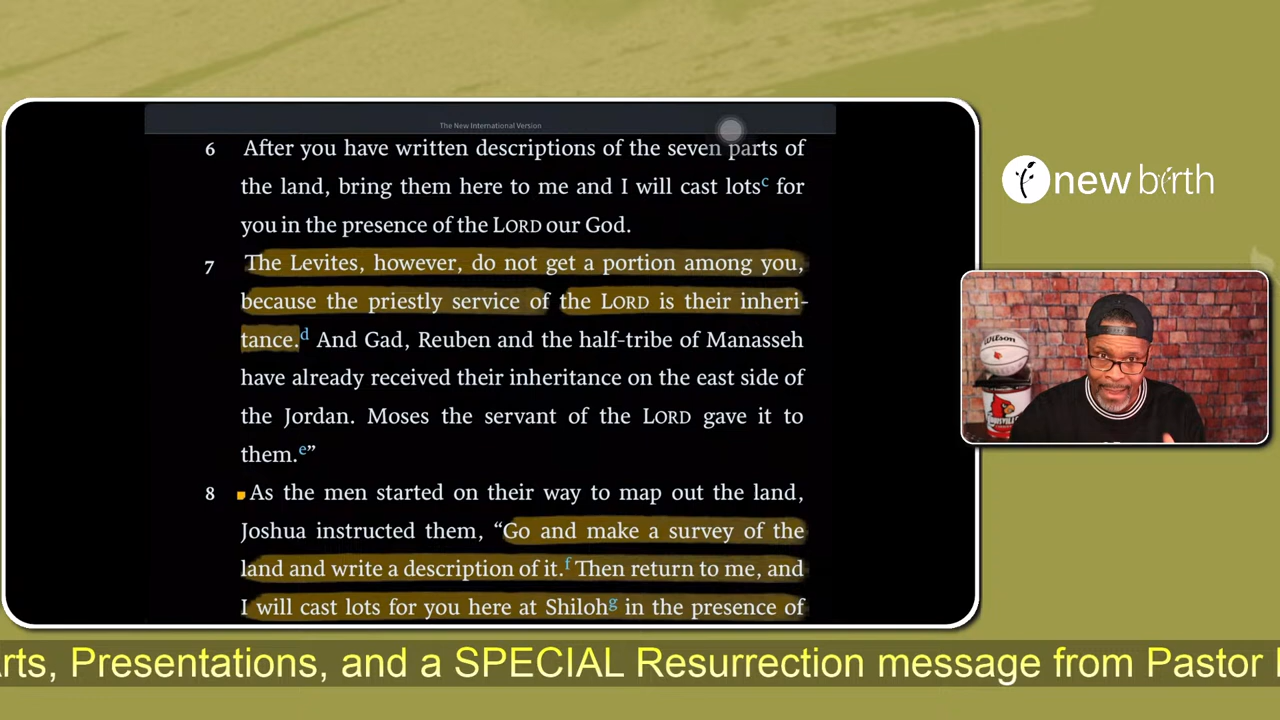 The New International Version
6 After you have written descriptions of the seven parts of
the land, bring them here to me and I will cast lotsc for
you in the presence of the LORD our God.
7 The Levites, however, do not get a portion among you,
because the priestly service of the LORD is their inheri-
tance.d And Gad, Reuben and the half-tribe of Manasseh
have already received their inheritance on the east side of
the Jordan. Moses the servant of the LORD gave it to
them.e”
8 As the men started on their way to map out the land,
Joshua instructed them, “Go and make a survey of the
land and write a description of it.f Then return to me, and
I will cast lots for you here at Shilohg in the presence of
new birth
Wilson
arts, Presentations, and a SPECIAL Resurrection message from Pastor